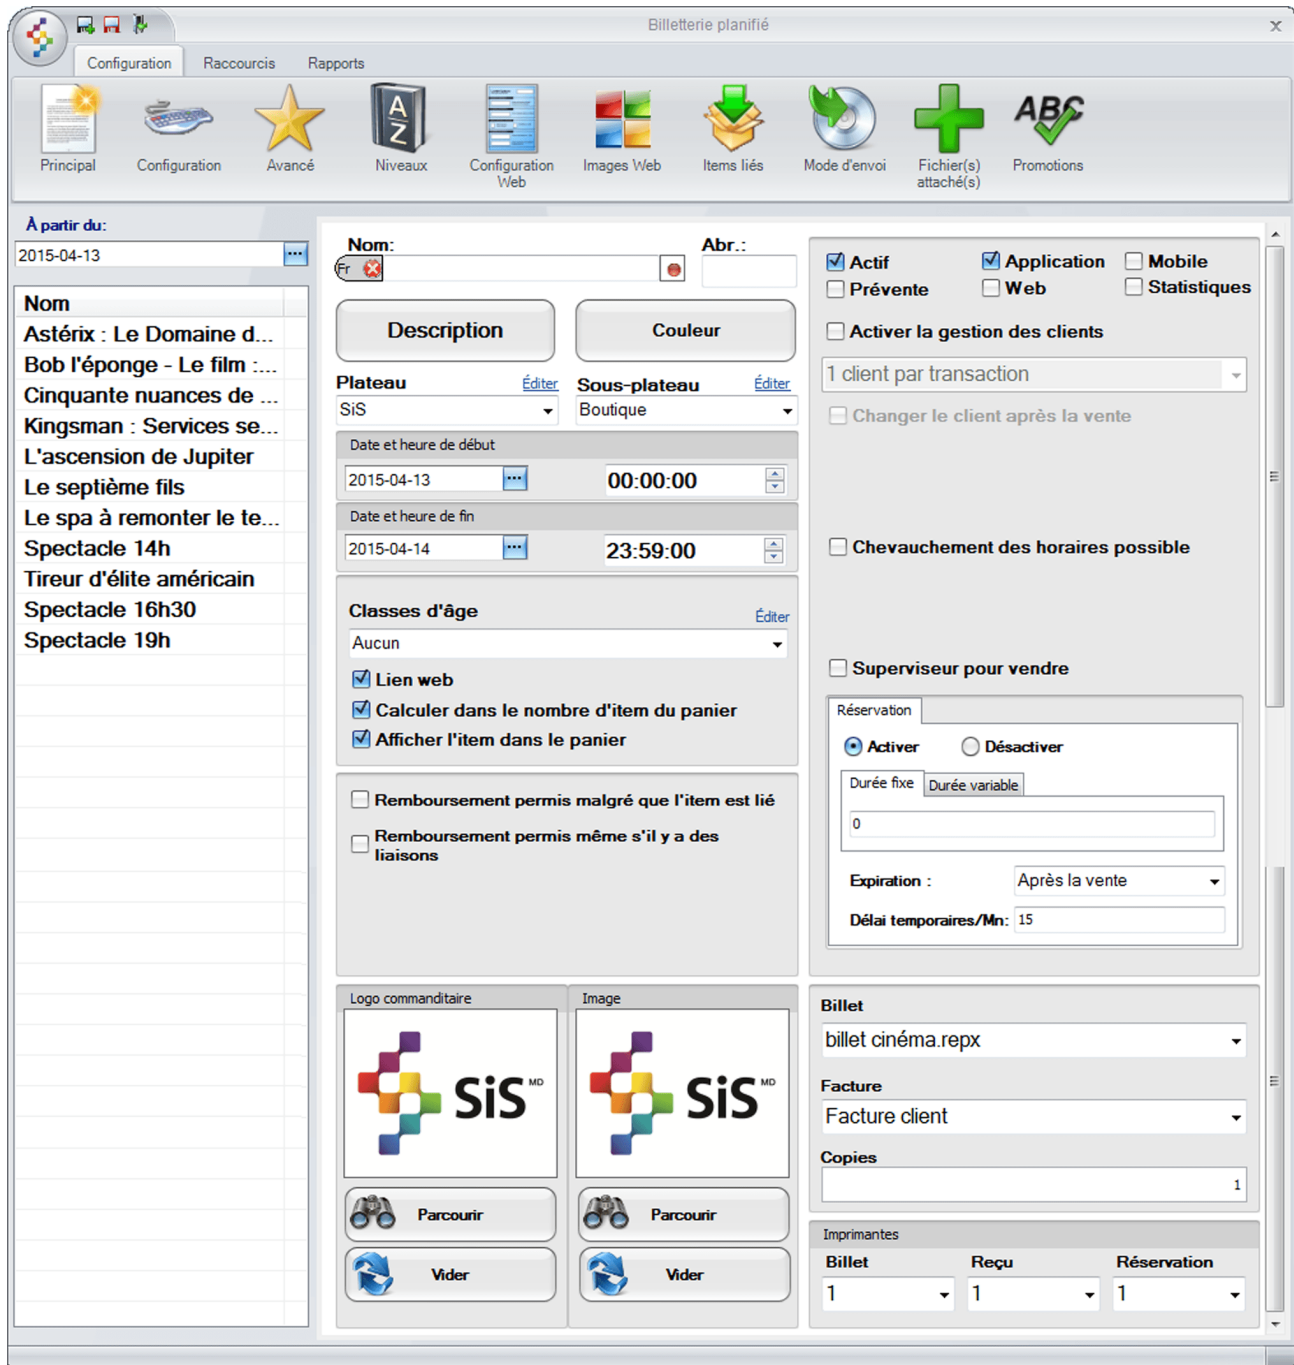 Billetterie planifié
x
Configuration Raccourcis Rapports
Principal Configuration Avancé Niveaux Configuration Web Images Web Items liés Mode d'envoi Fichier(s) attaché(s) Promotions
À partir du:
2015-04-13
Nom
Astérix : Le Domaine d...
Bob l'éponge - Le film :...
Cinquante nuances de ...
Kingsman : Services se...
L'ascension de Jupiter
Le septième fils
Le spa à remonter le te...
Spectacle 14h
Tireur d'élite américain
Spectacle 16h30
Spectacle 19h
Nom: Abr.:
Fr
Description Couleur
Plateau Éditer Sous-plateau Éditer
SiS Boutique
Date et heure de début
2015-04-13 00:00:00
Date et heure de fin
2015-04-14 23:59:00
Classes d'âge Éditer
Aucun
Lien web
Calculer dans le nombre d'item du panier
Afficher l'item dans le panier
Remboursement permis malgré que l'item est lié
Remboursement permis même s'il y a des
liaisons
Logo commanditaire Image
SiS MD SiS MD
Parcourir Parcourir
Vider Vider
Actif Application Mobile
Prévente Web Statistiques
Activer la gestion des clients
1 client par transaction
Changer le client après la vente
Chevauchement des horaires possible
Superviseur pour vendre
Réservation
Activer Désactiver
Durée fixe Durée variable
0
Expiration : Après la vente
Délai temporaires/Mn: 15
Billet
billet cinéma.repx
Facture
Facture client
Copies
1
Imprimantes
Billet Reçu Réservation
1 1 1